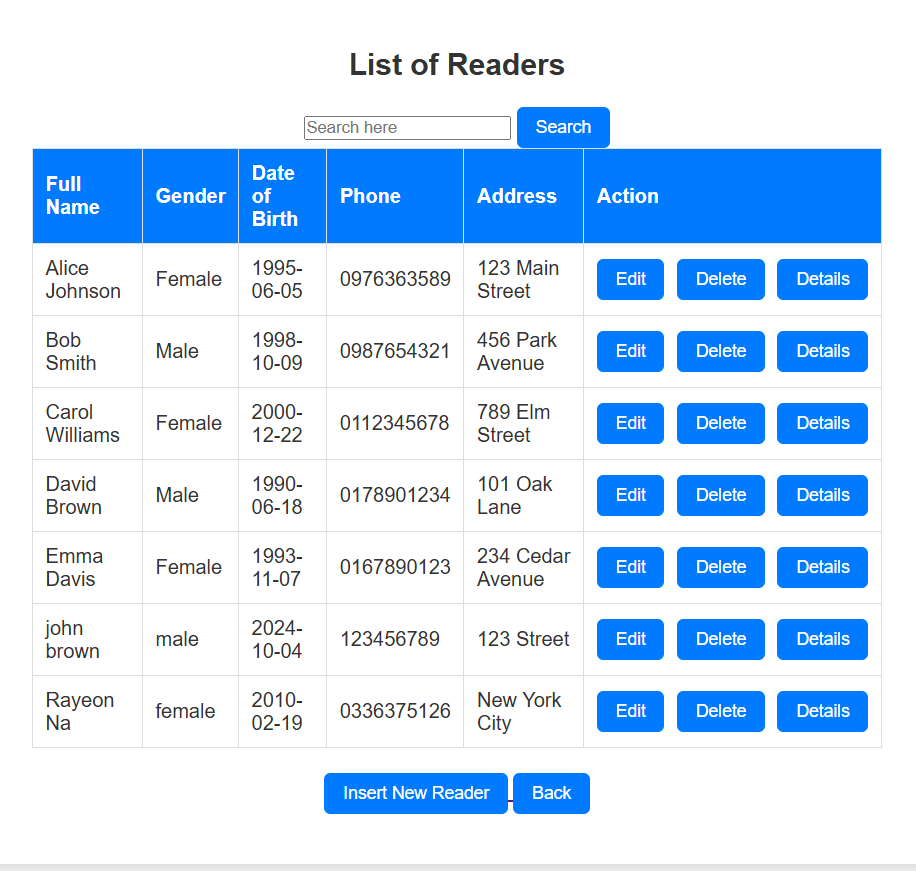 List of Readers
Search here Search
Full Name Gender Date of Birth Phone Address Action
Alice Johnson Female 1995-06-05 0976363589 123 Main Street Edit Delete Details
Bob Smith Male 1998-10-09 0987654321 456 Park Avenue Edit Delete Details
Carol Williams Female 2000-12-22 0112345678 789 Elm Street Edit Delete Details
David Brown Male 1990-06-18 0178901234 101 Oak Lane Edit Delete Details
Emma Davis Female 1993-11-07 0167890123 234 Cedar Avenue Edit Delete Details
john brown male 2024-10-04 123456789 123 Street Edit Delete Details
Rayeon Na female 2010-02-19 0336375126 New York City Edit Delete Details
Insert New Reader Back